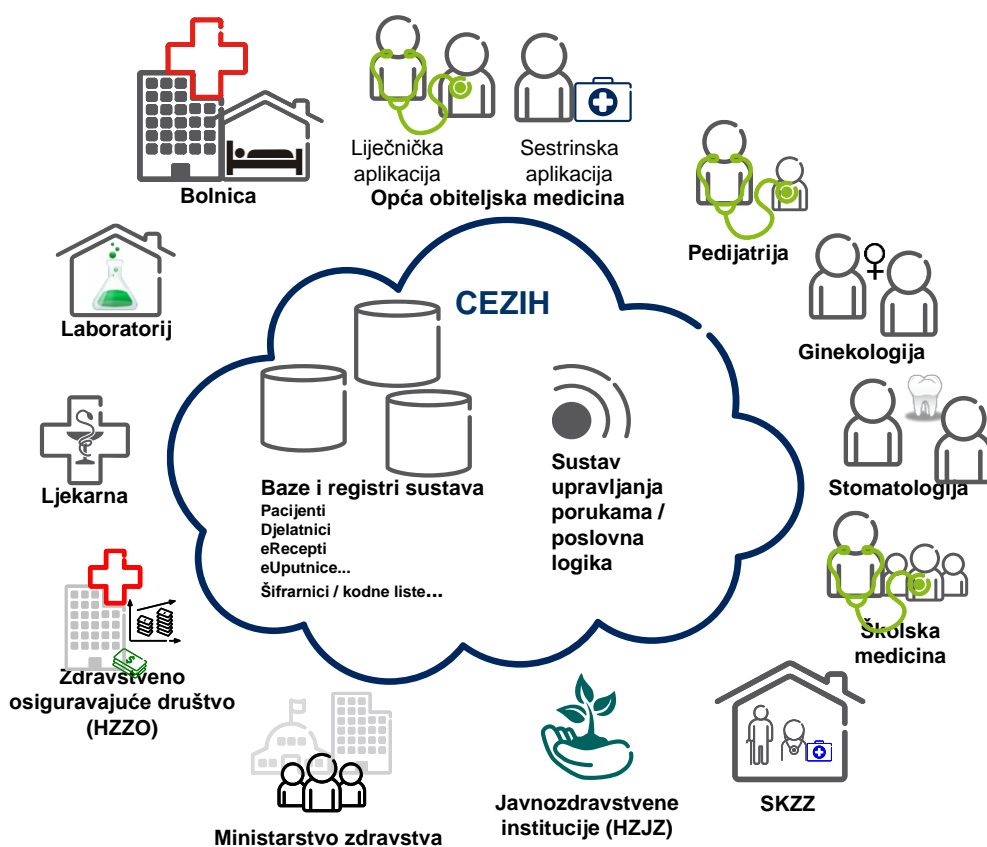 Liječnička
aplikacija
Sestrinska
aplikacija
Bolnica
Opća obiteljska medicina
Pedijatrija
Laboratorij
CEZIH
Ginekologija
Ljekarna
Baze i registri sustava
Pacijenti
Djelatnici
eRecepti
eUputnice...
Šifrarnici / kodne liste...
Sustav
upravljanja
porukama /
poslovna
logika
Stomatologija
Školska
medicina
$
Zdravstveno
osiguravajuće društvo
(HZZO)
Ministarstvo zdravstva
Javnozdravstvene
institucije (HZJZ)
SKZZ